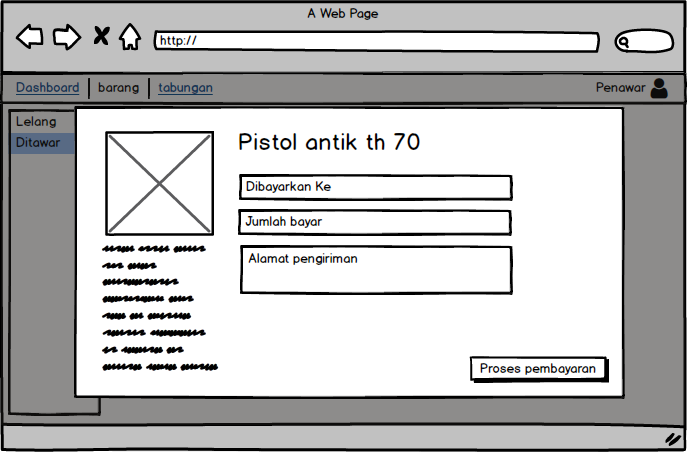 A Web Page
http://
Dashboard barang tabungan Penawar
Lelang
Ditawar
Pistol antik th 70
Dibayarkan Ke
Jumlah bayar
Alamat pengiriman
Proses pembayaran